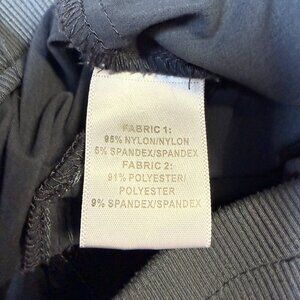 FABRIC 1:
95% NYLON/NYLON
5% SPANDEX/SPANDEX
FABRIC 2:
91% POLYESTER/
POLYESTER
9% SPANDEX/SPANDEX